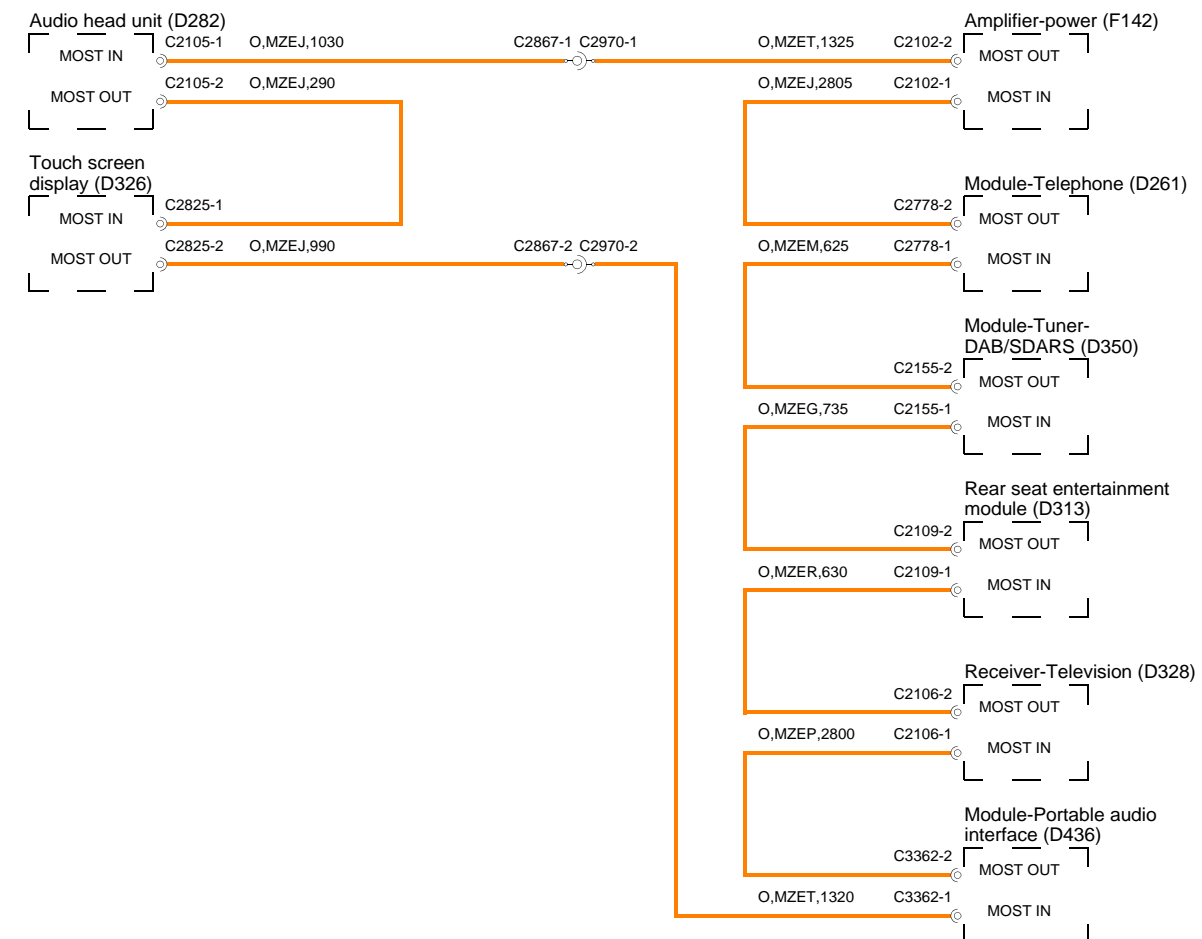 Audio head unit (D282)
MOST IN
C2105-1 O,MZEJ,1030
C2867-1 C2970-1
MOST OUT
C2105-2 O,MZEJ,290
Touch screen
display (D326)
MOST IN
C2825-1
MOST OUT
C2825-2 O,MZEJ,990
C2867-2 C2970-2
Amplifier-power (F142)
O,MZET,1325 C2102-2
MOST OUT
O,MZEJ,2805 C2102-1
MOST IN
Module-Telephone (D261)
C2778-2
MOST OUT
O,MZEM,625 C2778-1
MOST IN
Module-Tuner-
DAB/SDARS (D350)
C2155-2
MOST OUT
O,MZEG,735 C2155-1
MOST IN
Rear seat entertainment
module (D313)
C2109-2
MOST OUT
O,MZER,630 C2109-1
MOST IN
Receiver-Television (D328)
C2106-2
MOST OUT
O,MZEP,2800 C2106-1
MOST IN
Module-Portable audio
interface (D436)
C3362-2
MOST OUT
O,MZET,1320 C3362-1
MOST IN